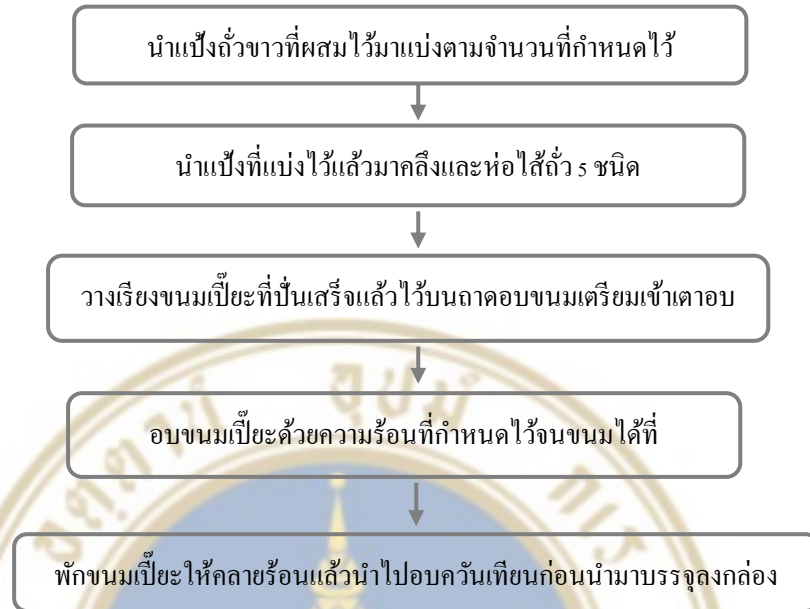 นำแป้งถั่วขาวที่ผสมไว้มาแบ่งตามจำนวนที่กำหนดไว้
นำแป้งที่แบ่งไว้แล้วมาคลึงและห่อไส้ถั่ว 5 ชนิด
วางเรียงขนมเปี๊ยะที่ปั่นเสร็จแล้วไว้บนถาดอบขนมเตรียมเข้าเตาอบ
อบขนมเปี๊ยะด้วยความร้อนที่กำหนดไว้จนขนมได้ที่
พักขนมเปี๊ยะให้คลายร้อนแล้วนำไปอบควันเทียนก่อนนำมาบรรจุลงกล่อง